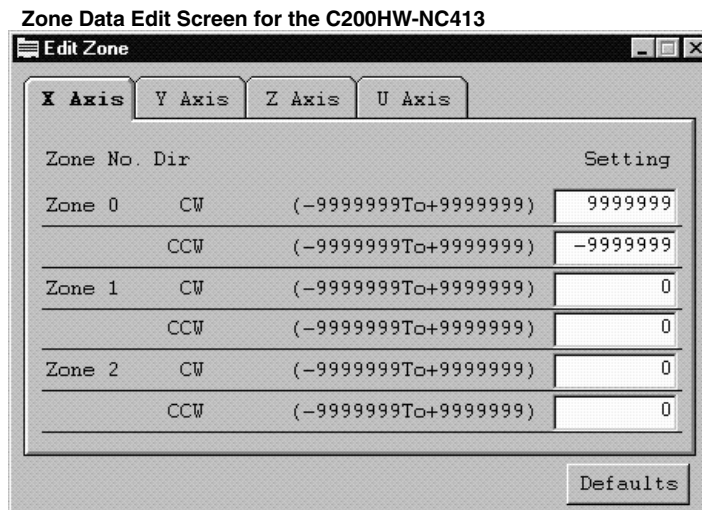 Zone Data Edit Screen for the C200HW-NC413
Edit Zone
X Axis Y Axis Z Axis U Axis
Zone No. Dir Setting
Zone 0 CW (-9999999To+9999999) 9999999
CCW (-9999999To+9999999) -9999999
Zone 1 CW (-9999999To+9999999) 0
CCW (-9999999To+9999999) 0
Zone 2 CW (-9999999To+9999999) 0
CCW (-9999999To+9999999) 0
Defaults